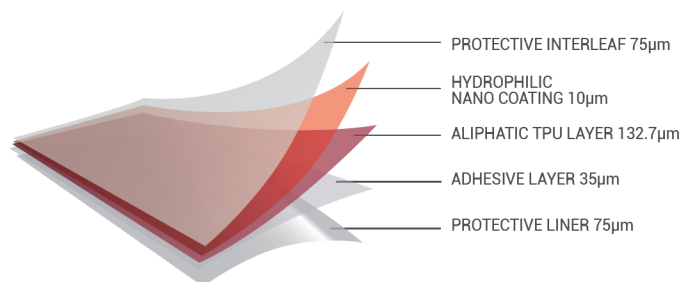 PROTECTIVE INTERLEAF 75µm
HYDROPHILIC
NANO COATING 10µm
ALIPHATIC TPU LAYER 132.7µm
ADHESIVE LAYER 35µm
PROTECTIVE LINER 75µm